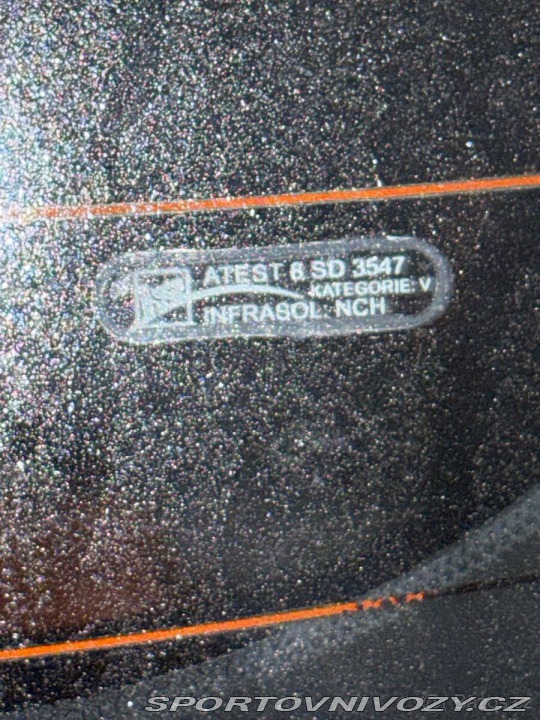 ATEST 8 SD 3547
KATEGORIE: V
INFRASOL: NCH
SPORTOVNIVOZY.CZ